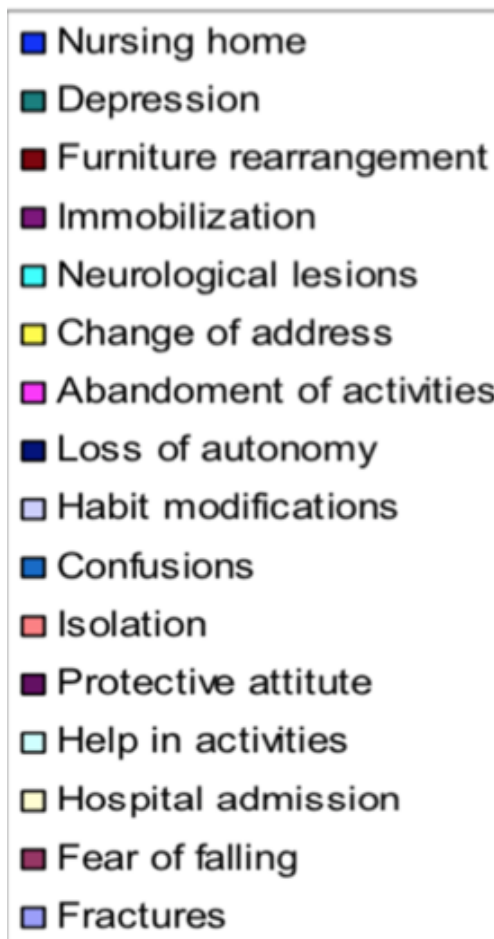 Nursing home
Depression
Furniture rearrangement
Immobilization
Neurological lesions
Change of address
Abandoment of activities
Loss of autonomy
Habit modifications
Confusions
Isolation
Protective attitute
Help in activities
Hospital admission
Fear of falling
Fractures